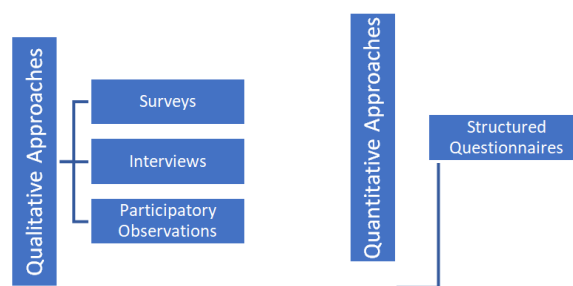 Qualitative Approaches
Surveys
Interviews
Participatory
Observations
Quantitative Approaches
Structured
Questionnaires